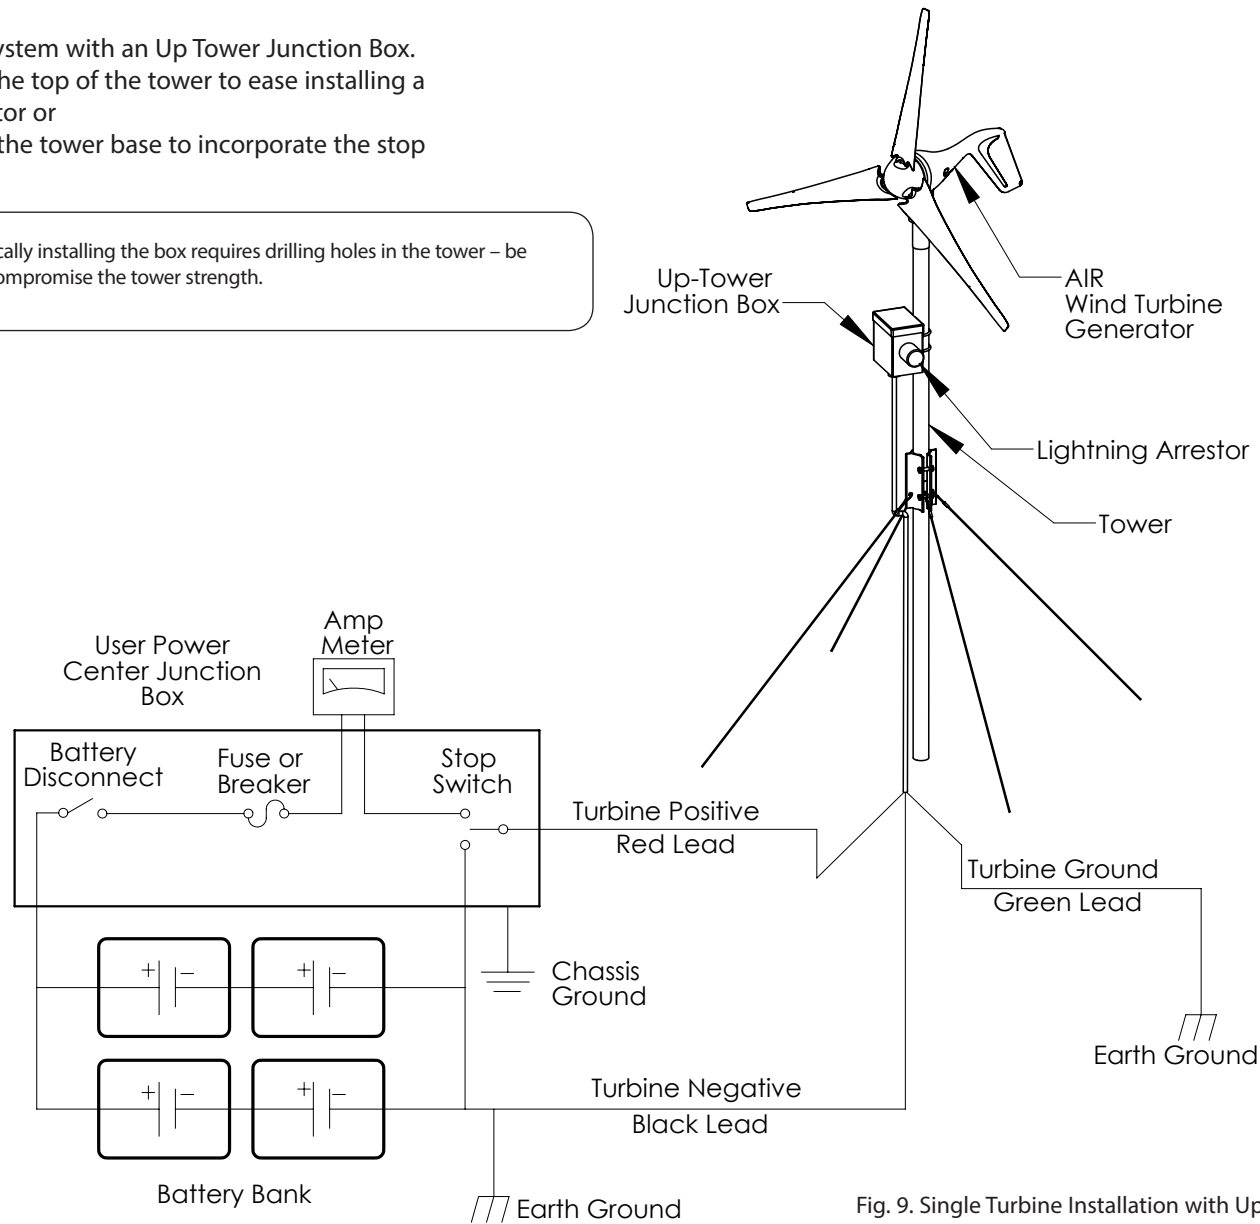 ystem with an Up Tower Junction Box.
he top of the tower to ease installing a
tor or
the tower base to incorporate the stop
cally installing the box requires drilling holes in the tower – be
ompromise the tower strength.
Up-Tower
Junction Box
AIR
Wind Turbine
Generator
Lightning Arrestor
Tower
Amp
Meter
User Power
Center Junction
Box
Battery
Disconnect
Fuse or
Breaker
Stop
Switch
Turbine Positive
Red Lead
Turbine Ground
Green Lead
Chassis
Ground
+ –
+ –
Earth Ground
+ –
+ –
Turbine Negative
Black Lead
Battery Bank
Earth Ground
Fig. 9. Single Turbine Installation with Up